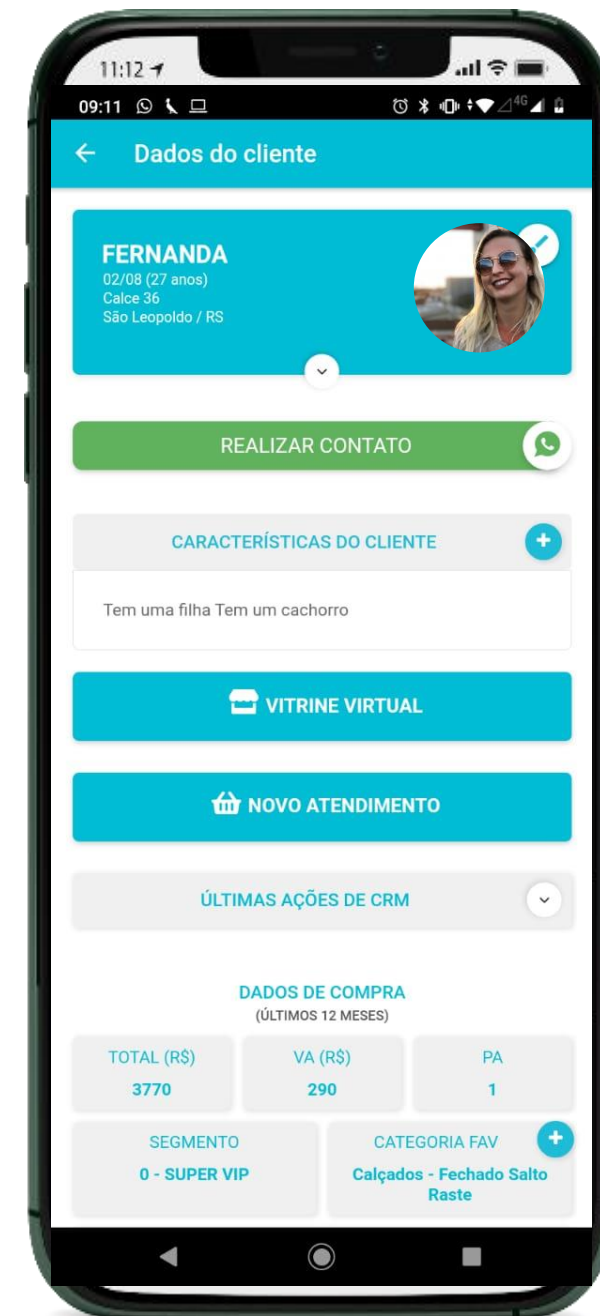 11:12
09:11
4G
Dados do cliente
FERNANDA
02/08 (27 anos)
Calce 36
São Leopoldo / RS
REALIZAR CONTATO
CARACTERÍSTICAS DO CLIENTE
Tem uma filha Tem um cachorro
VITRINE VIRTUAL
NOVO ATENDIMENTO
ÚLTIMAS AÇÕES DE CRM
DADOS DE COMPRA
(ÚLTIMOS 12 MESES)
TOTAL (R$) VA (R$) PA
3770 290 1
SEGMENTO CATEGORIA FAV
0 - SUPER VIP Calçados - Fechado Salto
Raste